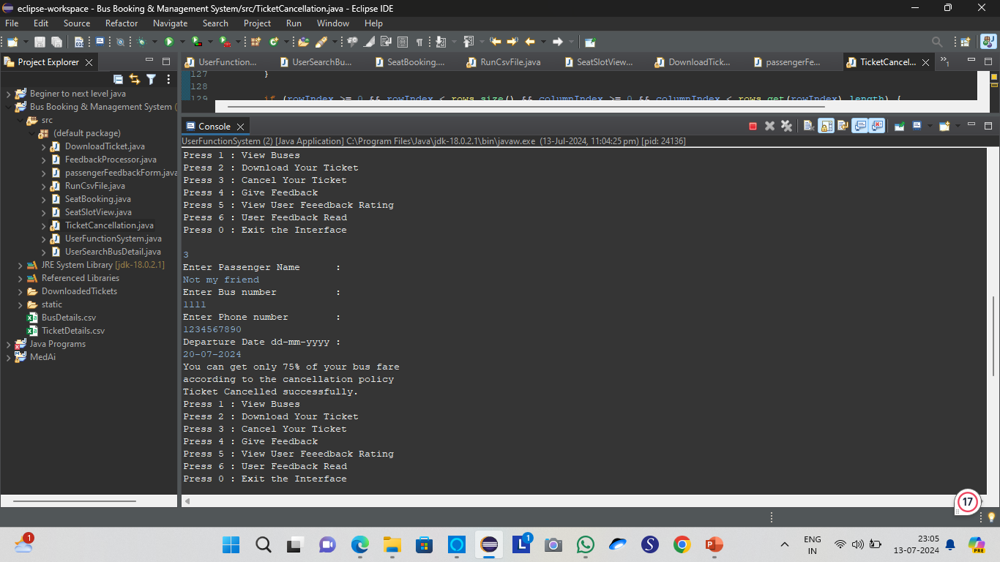 eclipse-workspace - Bus Booking & Management System/src/TicketCancellation.java - Eclipse IDE
File Edit Source Refactor Navigate Search Project Run Window Help
Project Explorer
UserFunction... UserSearchBu... SeatBooking.... RunCsvFile.java SeatSlotView... DownloadTick... passengerFe... TicketCancel... 1
127 }
128
129 if (rowIndex >= 0 && rowIndex < rows.size() && columnIndex >= 0 && columnIndex < rows.get(rowIndex).length) {
Beginer to next level java
Bus Booking & Management System (
src
(default package)
DownloadTicket.java
FeedbackProcessor.java
passengerFeedbackForm.java
RunCsvFile.java
SeatBooking.java
SeatSlotView.java
TicketCancellation.java
UserFunctionSystem.java
UserSearchBusDetail.java
JRE System Library [jdk-18.0.2.1]
Referenced Libraries
DownloadedTickets
static
BusDetails.csv
TicketDetails.csv
Java Programs
MedAi
Console
UserFunctionSystem (2) [Java Application] C:\Program Files\Java\jdk-18.0.2.1\bin\javaw.exe (13-Jul-2024, 11:04:25 pm) [pid: 24136]
Press 1 : View Buses
Press 2 : Download Your Ticket
Press 3 : Cancel Your Ticket
Press 4 : Give Feedback
Press 5 : View User Feeedback Rating
Press 6 : User Feedback Read
Press 0 : Exit the Interface
3
Enter Passenger Name :
Not my friend
Enter Bus number :
1111
Enter Phone number :
1234567890
Departure Date dd-mm-yyyy :
20-07-2024
You can get only 75% of your bus fare
according to the cancellation policy
Ticket Cancelled successfully.
Press 1 : View Buses
Press 2 : Download Your Ticket
Press 3 : Cancel Your Ticket
Press 4 : Give Feedback
Press 5 : View User Feeedback Rating
Press 6 : User Feedback Read
Press 0 : Exit the Interface
17
1
1
ENG
IN
23:05
13-07-2024
PRE